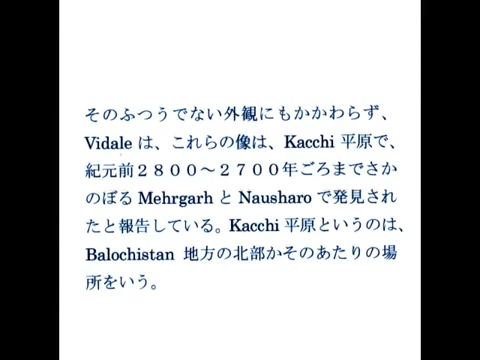 そのふつうでない外観にもかかわらず、
Vidale は、これらの像は、Kacchi 平原で、
紀元前２８００～２７００年ごろまでさか
のぼる Mehrgarh と Nausharo で発見され
たと報告している。Kacchi 平原というのは、
Balochistan 地方の北部かそのあたりの場
所をいう。